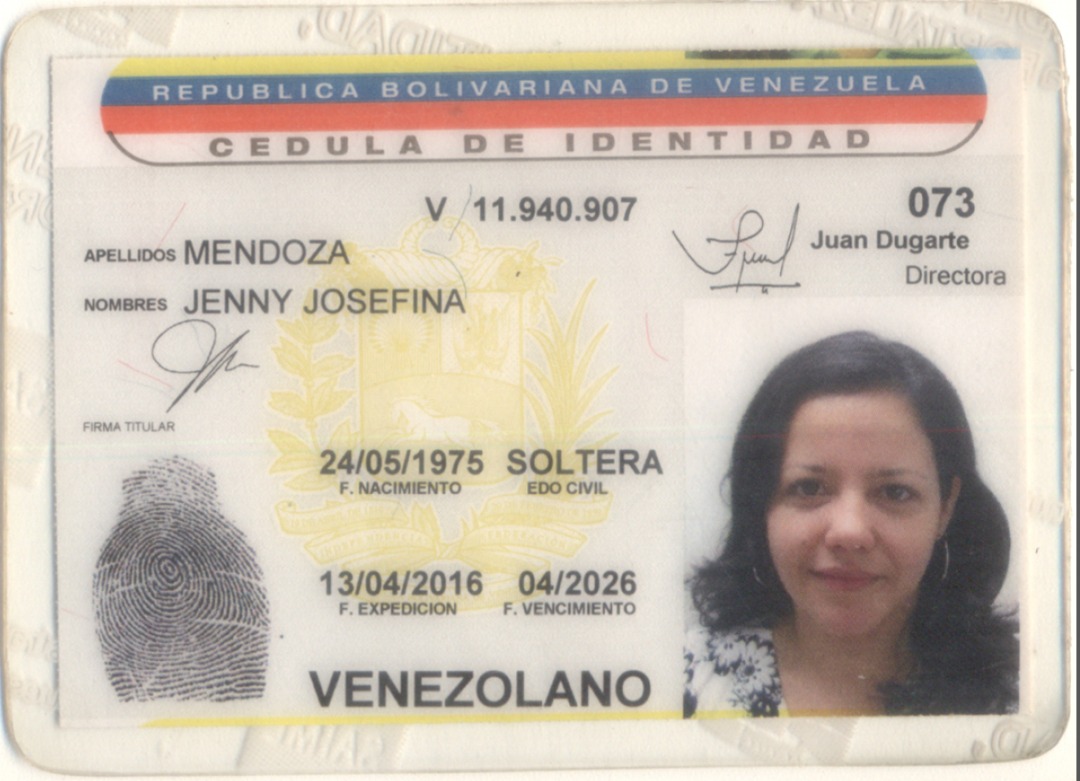 REPUBLICA BOLIVARIANA DE VENEZUELA
CEDULA DE IDENTIDAD
V 11.940.907
073
Juan Dugarte
Directora
APELLIDOS MENDOZA
NOMBRES JENNY JOSEFINA
FIRMA TITULAR
24/05/1975 SOLTERA
F. NACIMIENTO EDO CIVIL
13/04/2016 04/2026
F. EXPEDICION F. VENCIMIENTO
VENEZOLANO